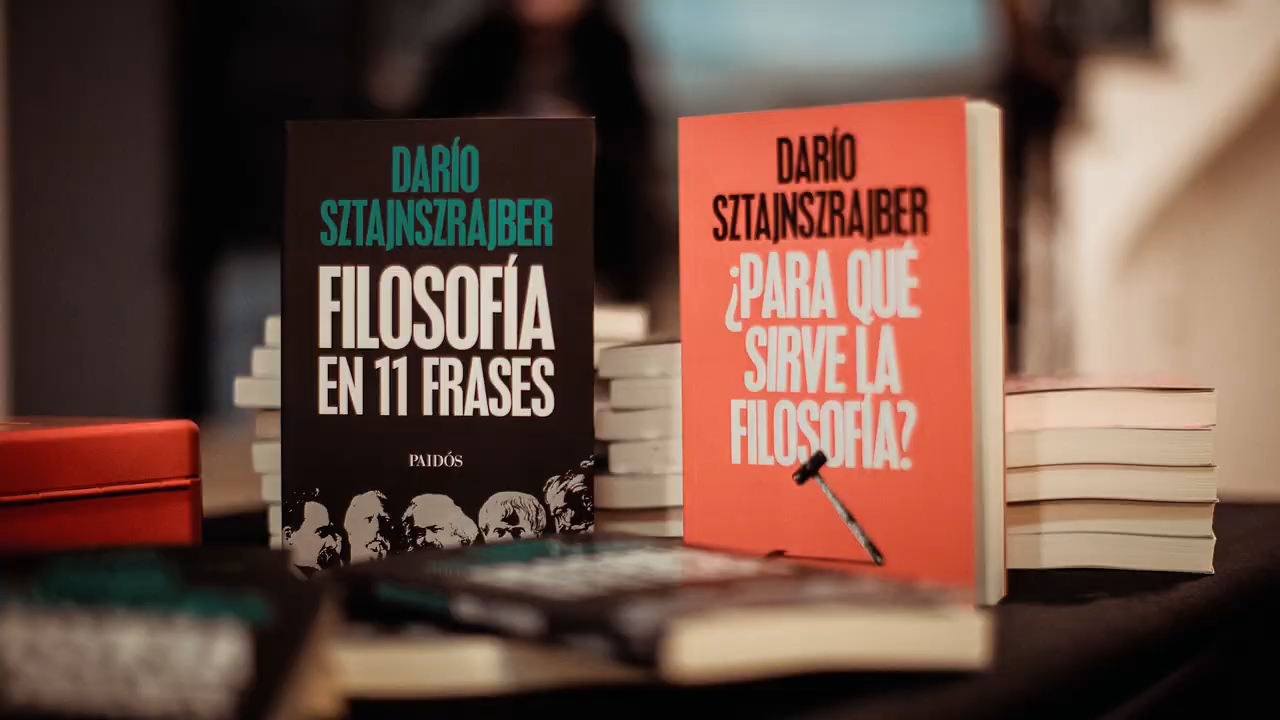 DARÍO
SZTAJNSZRAJBER
FILOSOFÍA
EN 11 FRASES
PAIDÓS
DARÍO
SZTAJNSZRAJBER
¿PARA QUÉ
SIRVE LA
FILOSOFÍA?